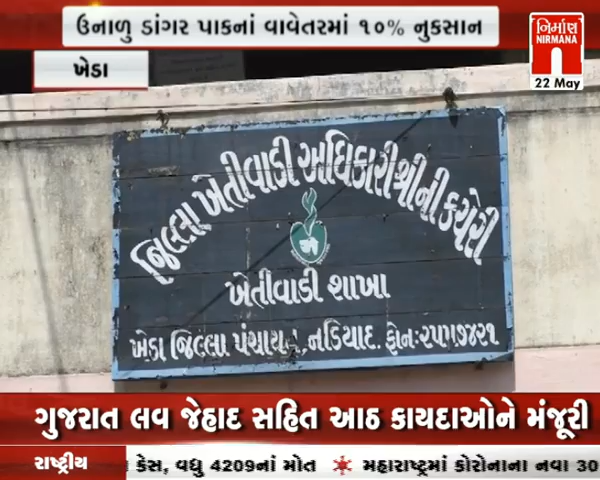 ઉનાળુ ડાંગર પાકનાં વાવેતરમાં ૧૦% નુકસાન
ખેડા
નિર્માણ
NIRMANA
22 May
જિલ્લા ખેતીવાડી અધિકારીશ્રીની કચેરી
ખેતીવાડી શાખા
ખેડા જિલ્લા પંચાયત, નડિયાદ. ફોન:૨૫૫૭૪૨૧
ગુજરાત લવ જેહાદ સહિત આઠ કાયદાઓને મંજૂરી
રાષ્ટ્રીય
કેસ, વધુ 4209નાં મોત મહારાષ્ટ્રમાં કોરોનાના નવા 30